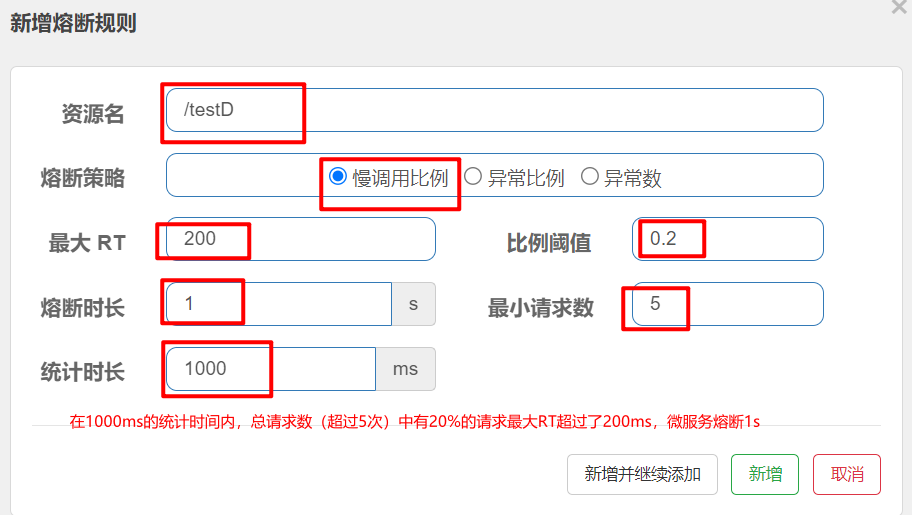 新增熔断规则
×
资源名 /testD
熔断策略 慢调用比例 异常比例 异常数
最大 RT 200 比例阈值 0.2
熔断时长 1 s 最小请求数 5
统计时长 1000 ms
在1000ms的统计时间内，总请求数（超过5次）中有20%的请求最大RT超过了200ms，微服务熔断1s
新增并继续添加 新增 取消